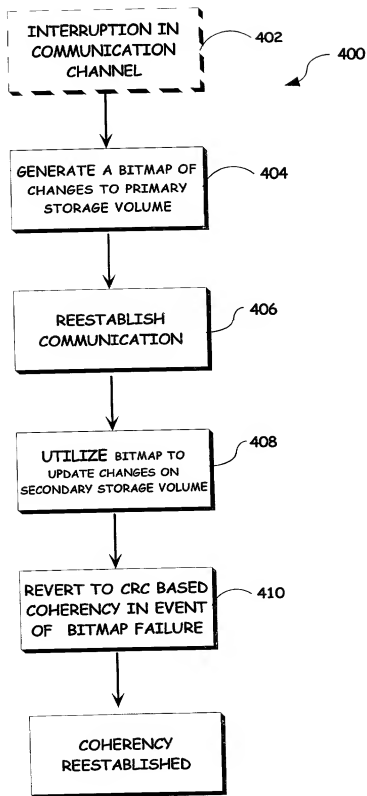 INTERRUPTION IN
COMMUNICATION
CHANNEL
402
400
GENERATE A BITMAP OF
CHANGES TO PRIMARY
STORAGE VOLUME
404
REESTABLISH
COMMUNICATION
406
UTILIZE BITMAP TO
UPDATE CHANGES ON
SECONDARY STORAGE VOLUME
408
REVERT TO CRC BASED
COHERENCY IN EVENT
OF BITMAP FAILURE
410
COHERENCY
REESTABLISHED